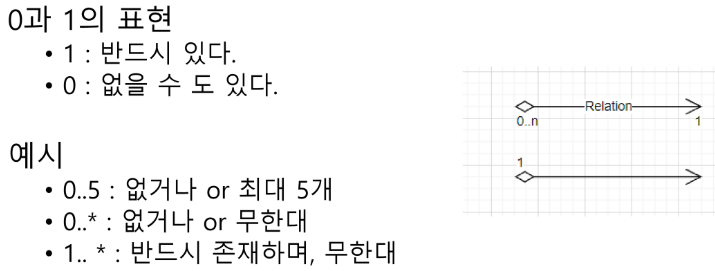 0과 1의 표현
• 1 : 반드시 있다.
• 0 : 없을 수 도 있다.
예시
• 0..5 : 없거나 or 최대 5개
• 0..* : 없거나 or 무한대
• 1.. * : 반드시 존재하며, 무한대
Relation
0..n 1
1